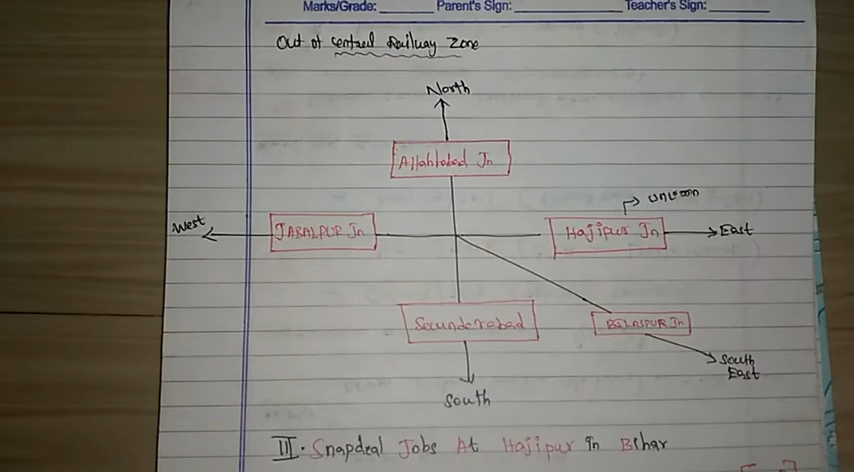 Marks/Grade: Parent's Sign: Teacher's Sign:
Out of Central Railway Zone
North
Allahabad Jn
West
JABALPUR Jn
Hajipur Jn
East
Secunderabad
BILASPUR Jn
South
East
South
III. Snapdeal Jobs At Hajipur in Bihar